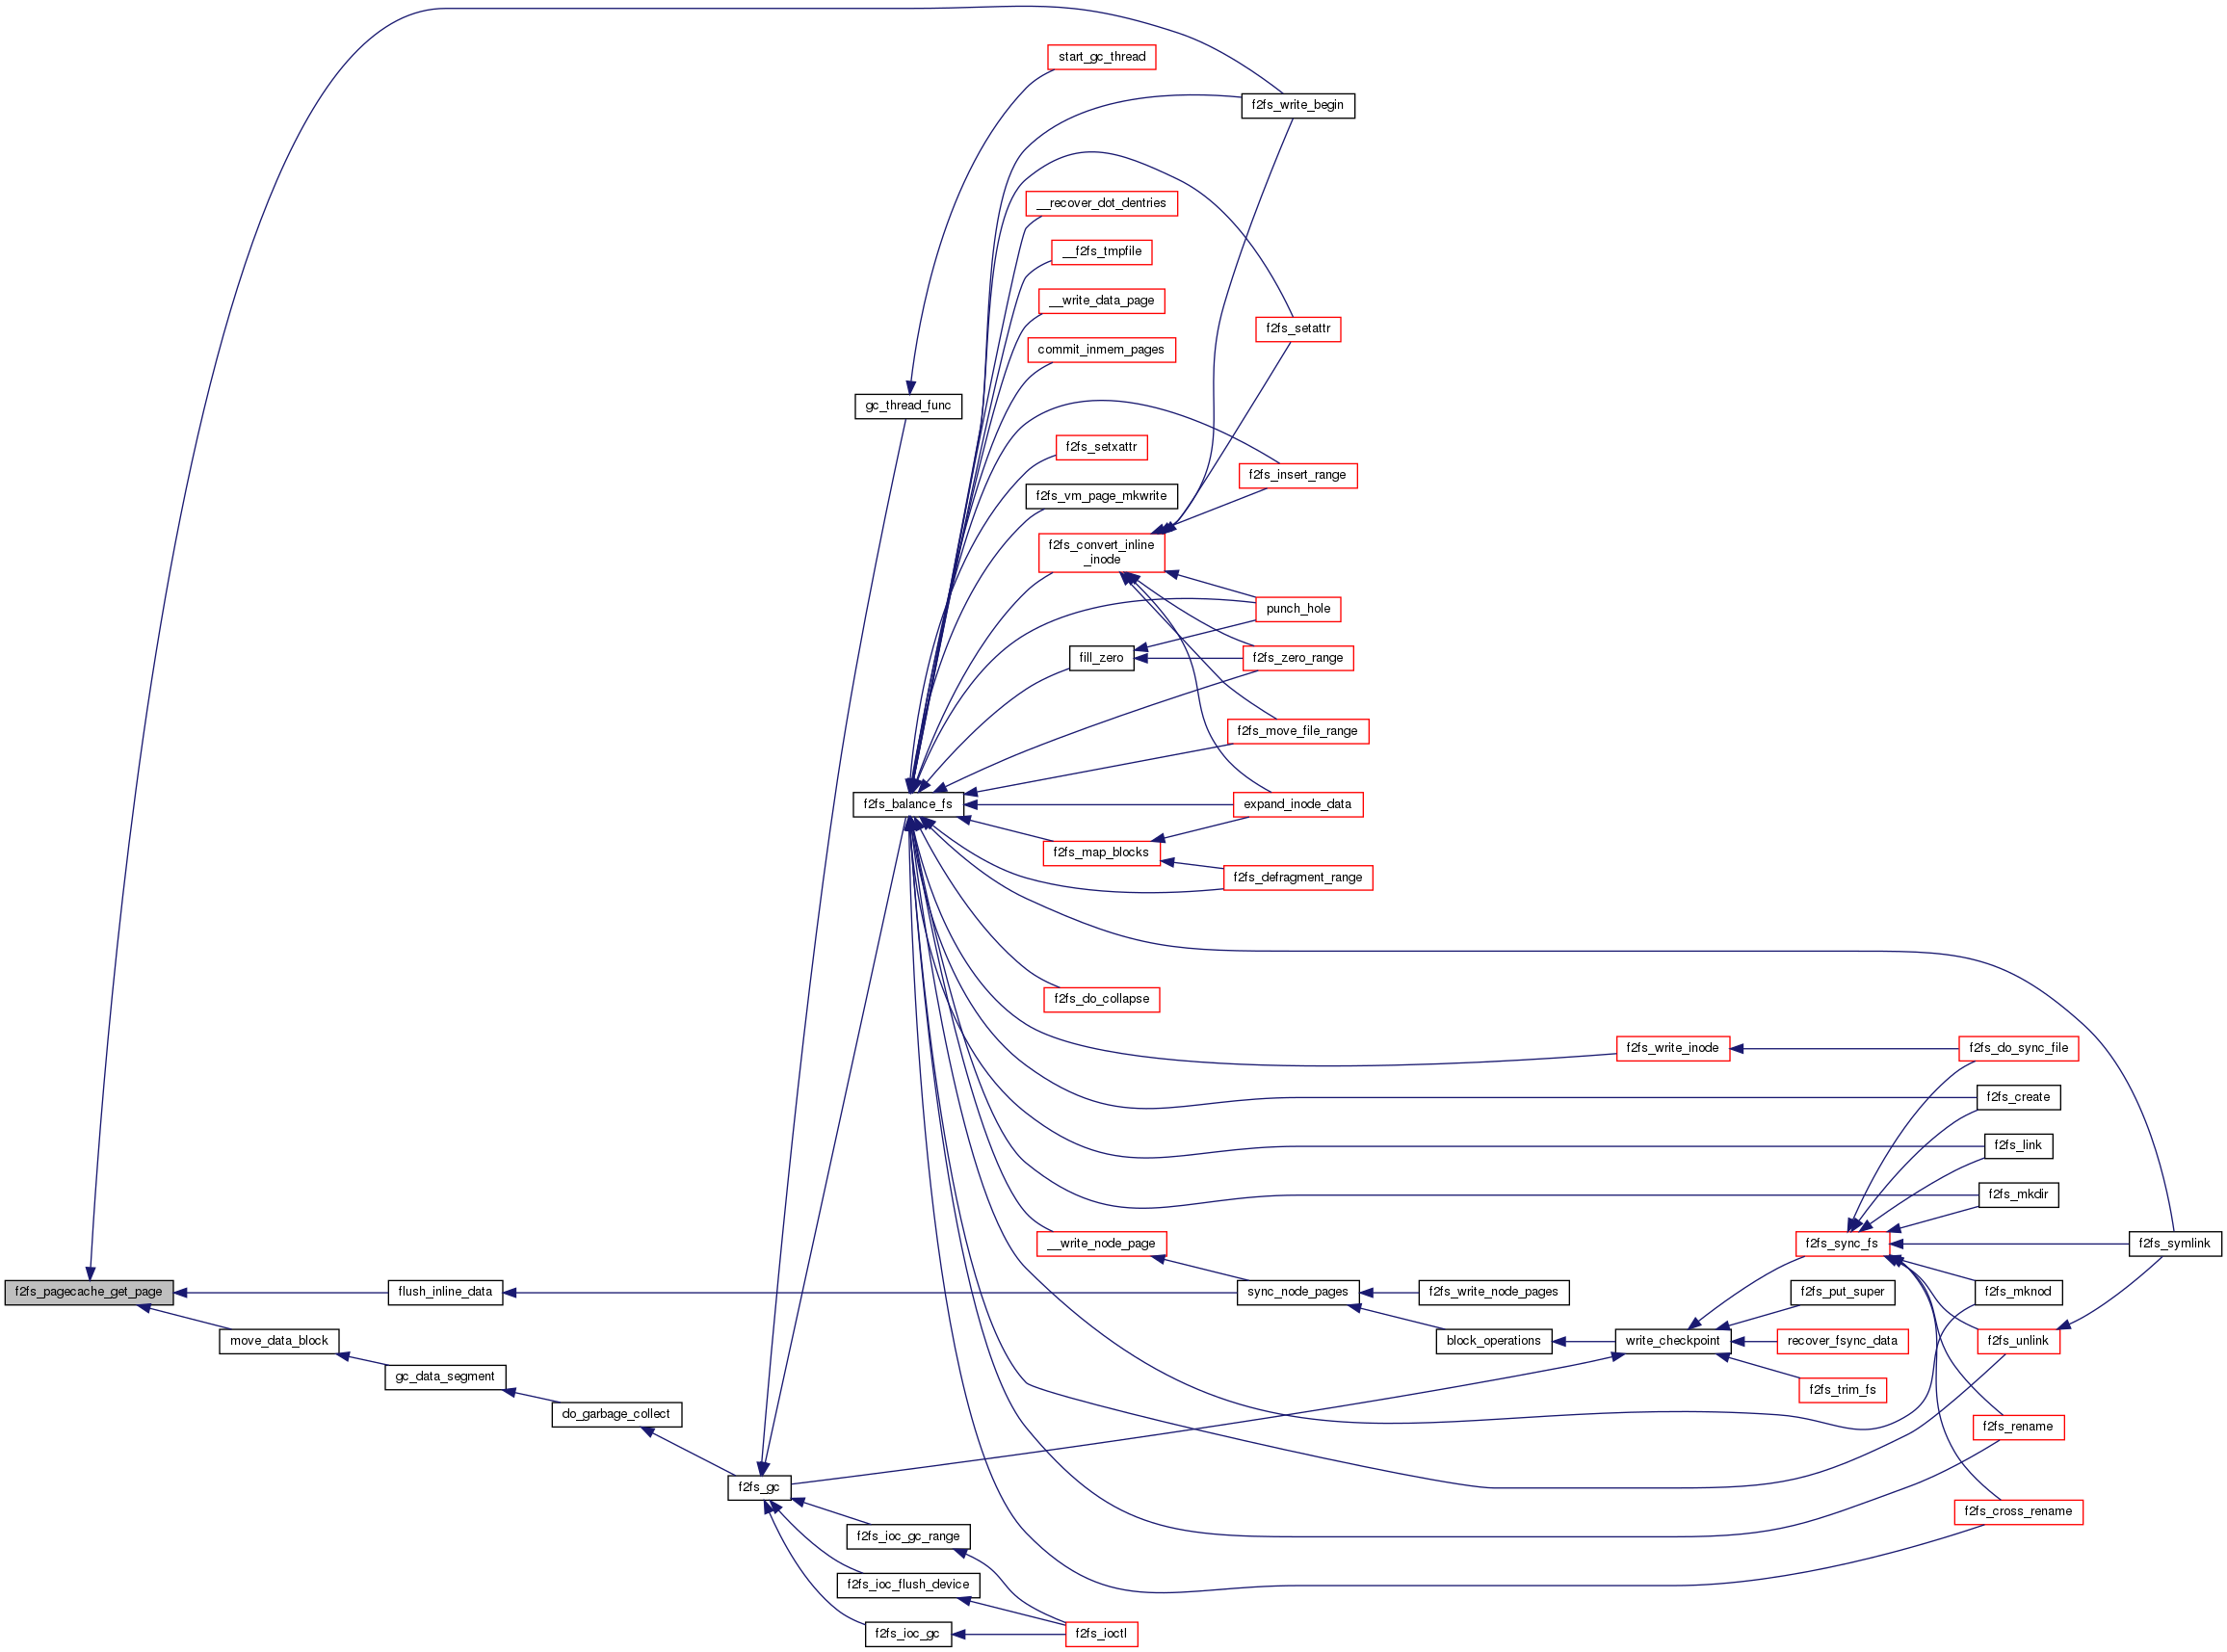 start_gc_thread
f2fs_write_begin
__recover_dot_dentries
__f2fs_tmpfile
__write_data_page
f2fs_setattr
commit_inmem_pages
gc_thread_func
f2fs_setxattr
f2fs_insert_range
f2fs_vm_page_mkwrite
f2fs_convert_inline
_inode
punch_hole
fill_zero
f2fs_zero_range
f2fs_move_file_range
f2fs_balance_fs
expand_inode_data
f2fs_map_blocks
f2fs_defragment_range
f2fs_do_collapse
f2fs_write_inode
f2fs_do_sync_file
f2fs_create
f2fs_link
f2fs_mkdir
__write_node_page
f2fs_sync_fs
f2fs_symlink
f2fs_pagecache_get_page
flush_inline_data
sync_node_pages
f2fs_write_node_pages
f2fs_put_super
f2fs_mknod
move_data_block
block_operations
write_checkpoint
recover_fsync_data
f2fs_unlink
gc_data_segment
f2fs_trim_fs
do_garbage_collect
f2fs_rename
f2fs_gc
f2fs_cross_rename
f2fs_ioc_gc_range
f2fs_ioc_flush_device
f2fs_ioc_gc
f2fs_ioctl